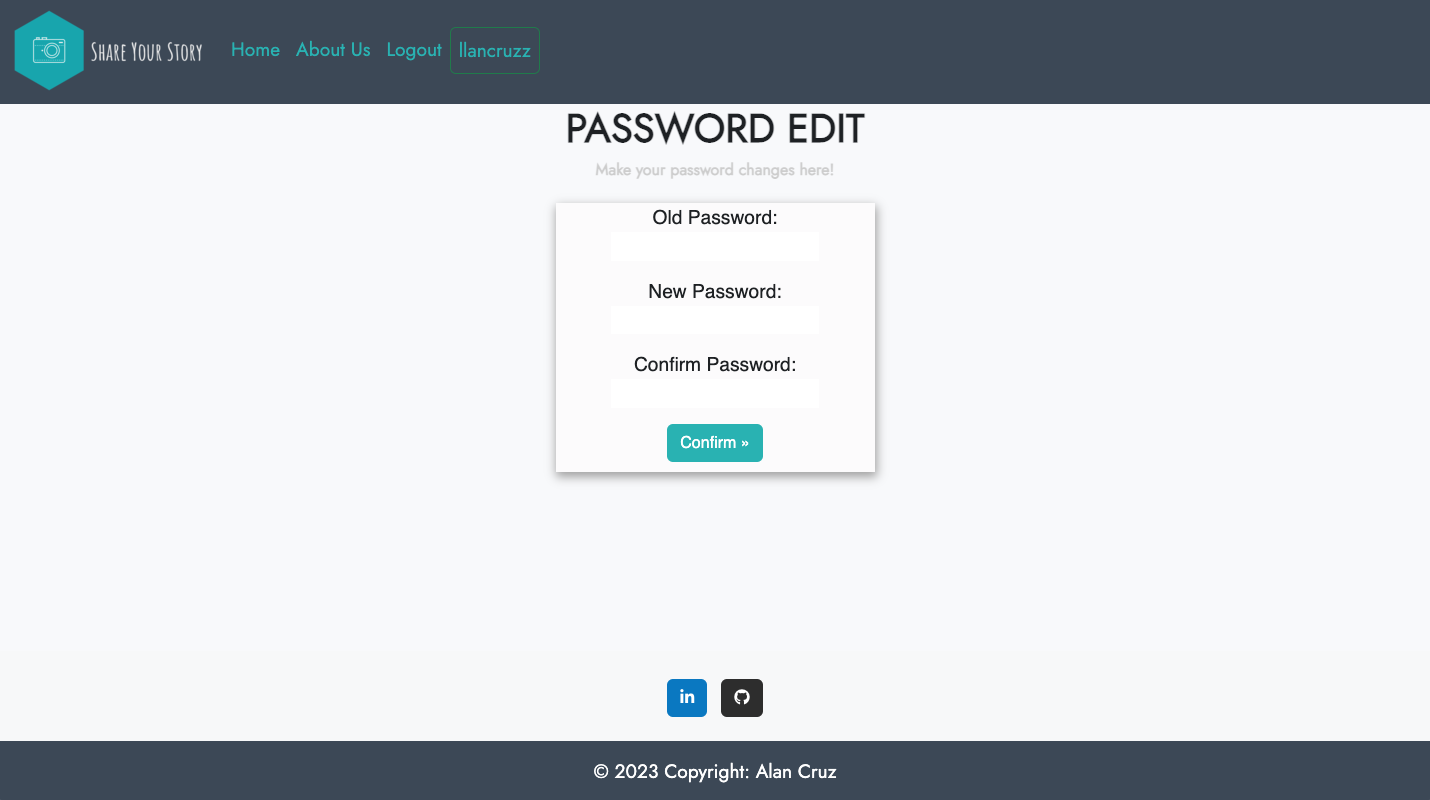 SHARE YOUR STORY Home About Us Logout llancruzz
PASSWORD EDIT
Make your password changes here!
Old Password:
New Password:
Confirm Password:
Confirm »
in
© 2023 Copyright: Alan Cruz